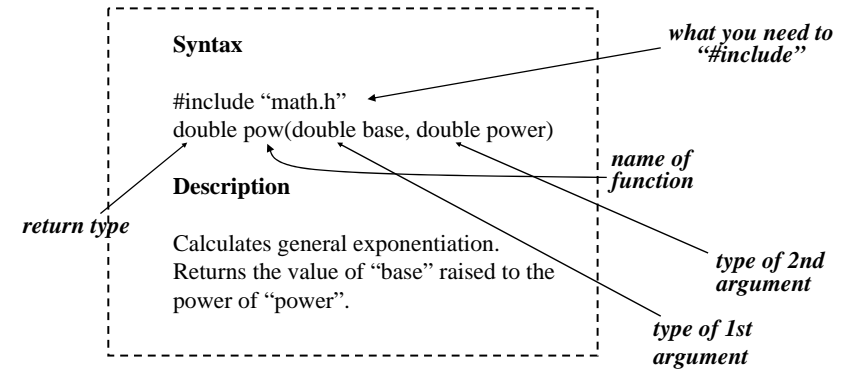 Syntax
what you need to
“#include”
#include “math.h”
double pow(double base, double power)
name of
function
Description
return type
Calculates general exponentiation.
Returns the value of “base” raised to the
power of “power”.
type of 2nd
argument
type of 1st
argument